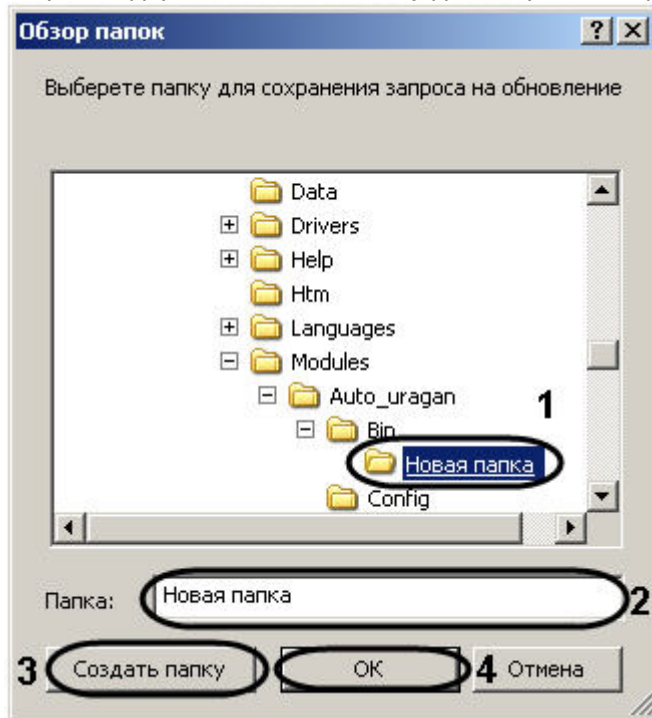 Обзор папок
Выберете папку для сохранения запроса на обновление
Data
Drivers
Help
Htm
Languages
Modules
Auto_uragan
1
Bin
Новая папка
Config
Папка: Новая папка 2
3 Создать папку OK 4 Отмена